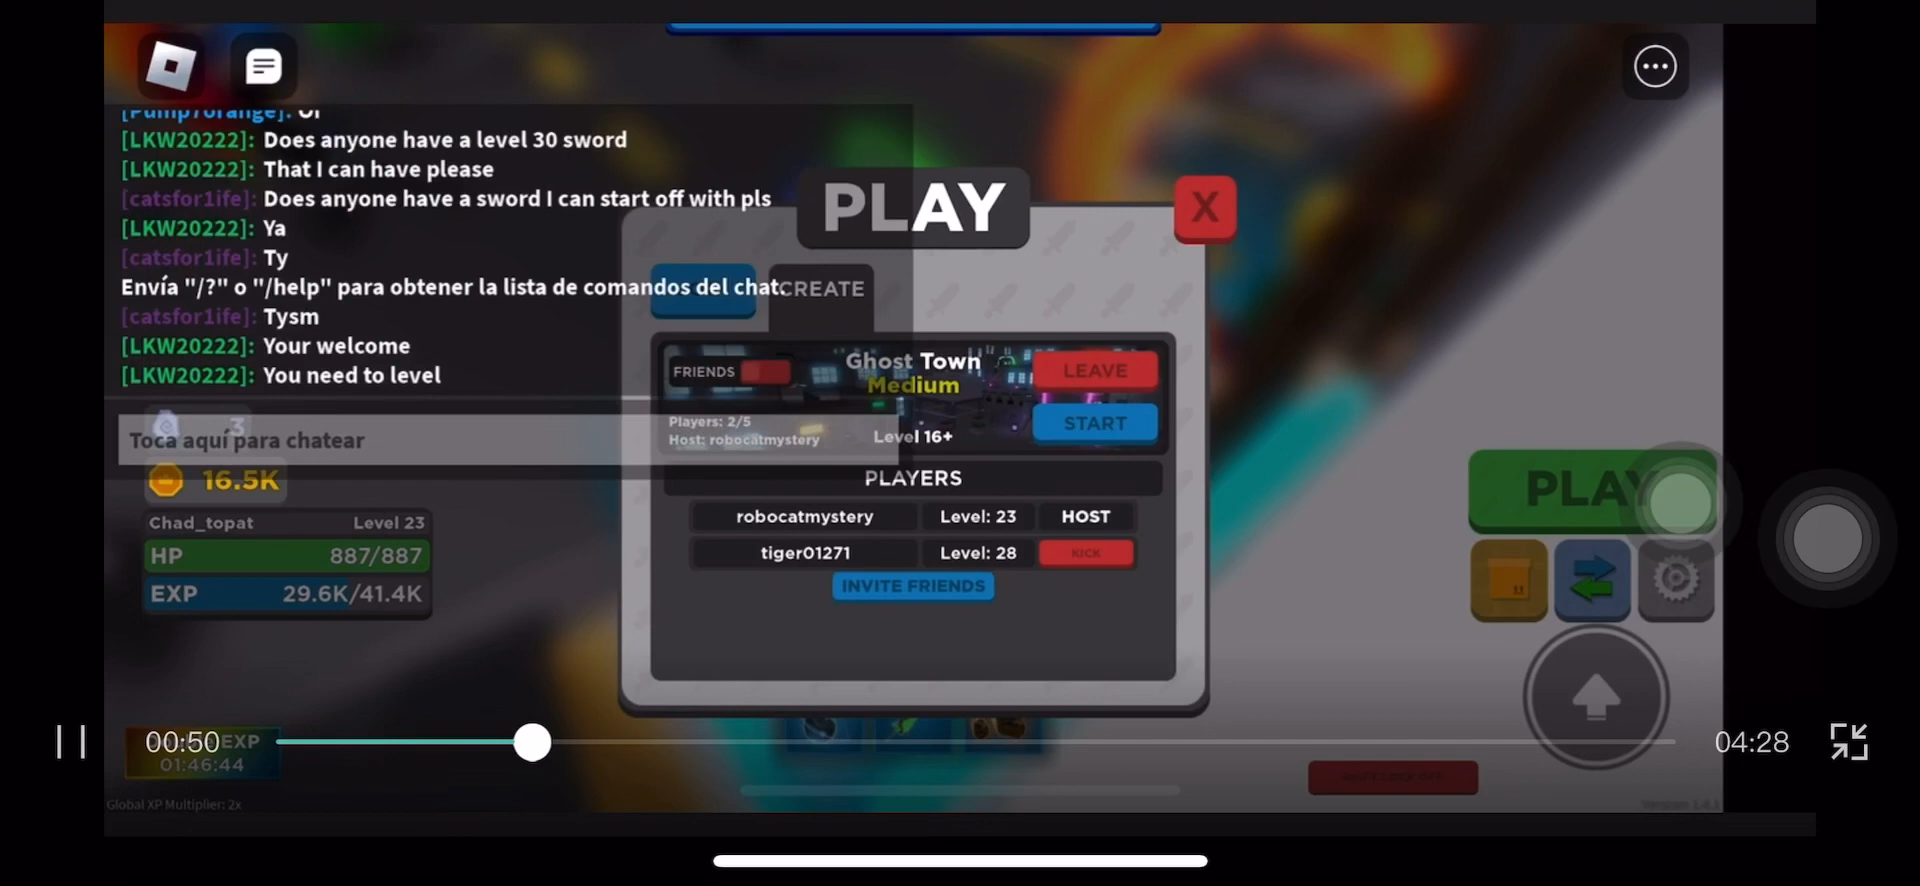 [Pump7orange]: Of
[LKW20222]: Does anyone have a level 30 sword
[LKW20222]: That I can have please
[catsfor1ife]: Does anyone have a sword I can start off with pls
[LKW20222]: Ya
[catsfor1ife]: Ty
Envía "/?" o "/help" para obtener la lista de comandos del chat.
[catsfor1ife]: Tysm
[LKW20222]: Your welcome
[LKW20222]: You need to level
3
Toca aquí para chatear
16.5K
Chad_topat Level 23
HP 887/887
EXP 29.6K/41.4K
PLAY
X
CREATE
FRIENDS
Ghost Town
Medium
LEAVE
START
Players: 2/5
Host: robocatmystery
Level 16+
PLAYERS
robocatmystery Level: 23 HOST
tiger01271 Level: 28 KICK
INVITE FRIENDS
PLAY
00:50
EXP
01:46:44
04:28
Global XP Multiplier: 2x